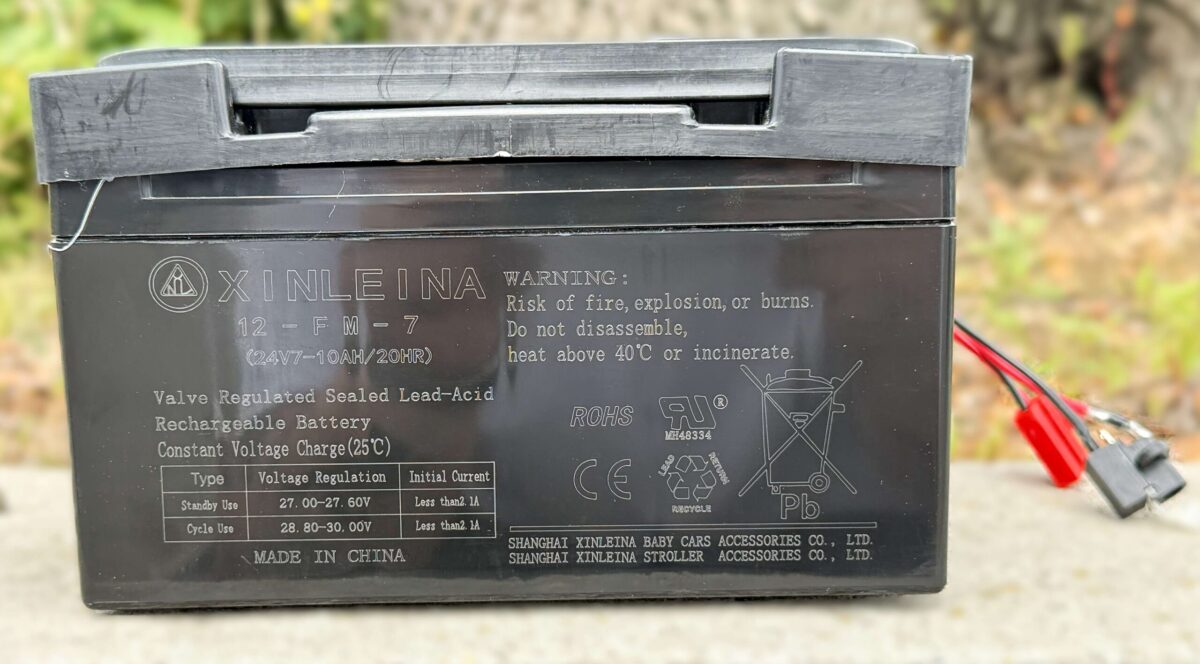 XINLEINA
12-FM-7
(24V7-10AH/20HR)
Valve Regulated Sealed Lead-Acid
Rechargeable Battery
Constant Voltage Charge(25℃)
Type Voltage Regulation Initial Current
Standby Use 27.00-27.60V Less than2.1A
Cycle Use 28.80-30.00V Less than2.1A
MADE IN CHINA
WARNING:
Risk of fire, explosion, or burns.
Do not disassemble,
heat above 40℃ or incinerate.
ROHS
RU®
MH48334
CE
LEAD
RETURN
RECYCLE
Pb
SHANGHAI XINLEINA BABY CARS ACCESSORIES CO., LTD.
SHANGHAI XINLEINA STROLLER ACCESSORIES CO., LTD.